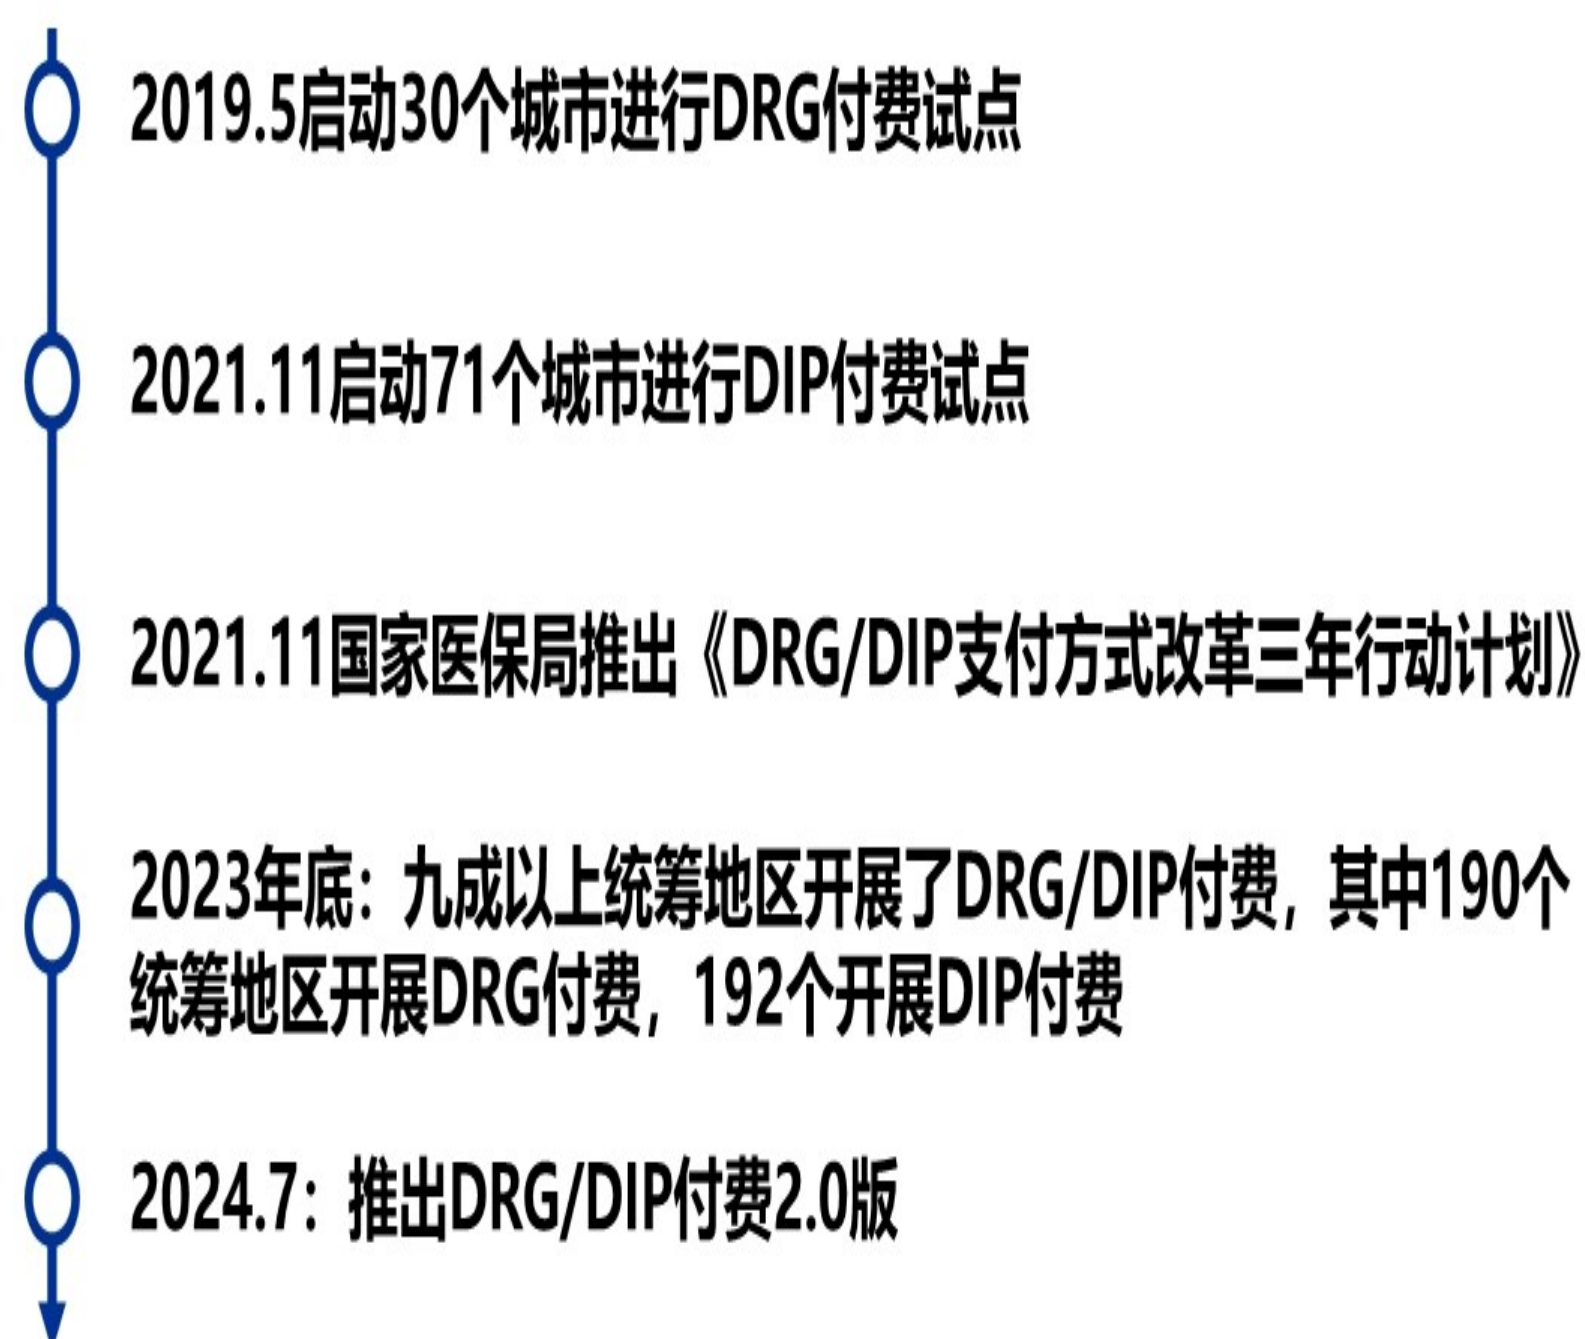 2019.5启动30个城市进行DRG付费试点
2021.11启动71个城市进行DIP付费试点
2021.11国家医保局推出《DRG/DIP支付方式改革三年行动计划》
2023年底：九成以上统筹地区开展了DRG/DIP付费，其中190个
统筹地区开展DRG付费，192个开展DIP付费
2024.7：推出DRG/DIP付费2.0版